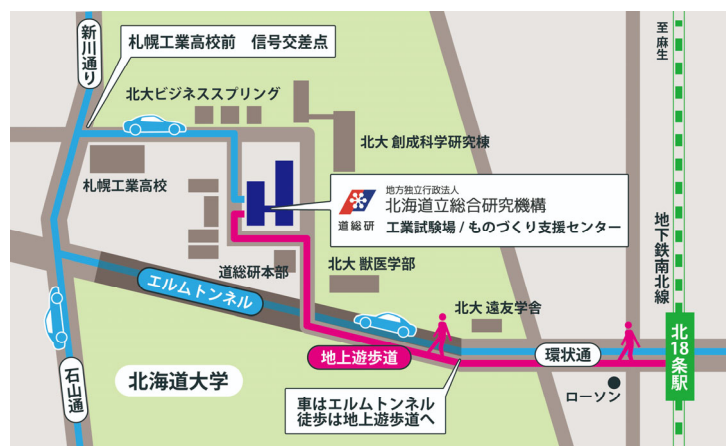 新川通り
札幌工業高校前 信号交差点
至 麻生
北大ビジネススプリング
北大 創成科学研究棟
札幌工業高校
道総研
地方独立行政法人
北海道立総合研究機構
工業試験場 / ものづくり支援センター
地下鉄南北線
道総研本部
北大 獣医学部
エルムトンネル
北大 遠友学舎
北18条駅
地上遊歩道
環状通
石山通
北海道大学
車はエルムトンネル
徒歩は地上遊歩道へ
ローソン